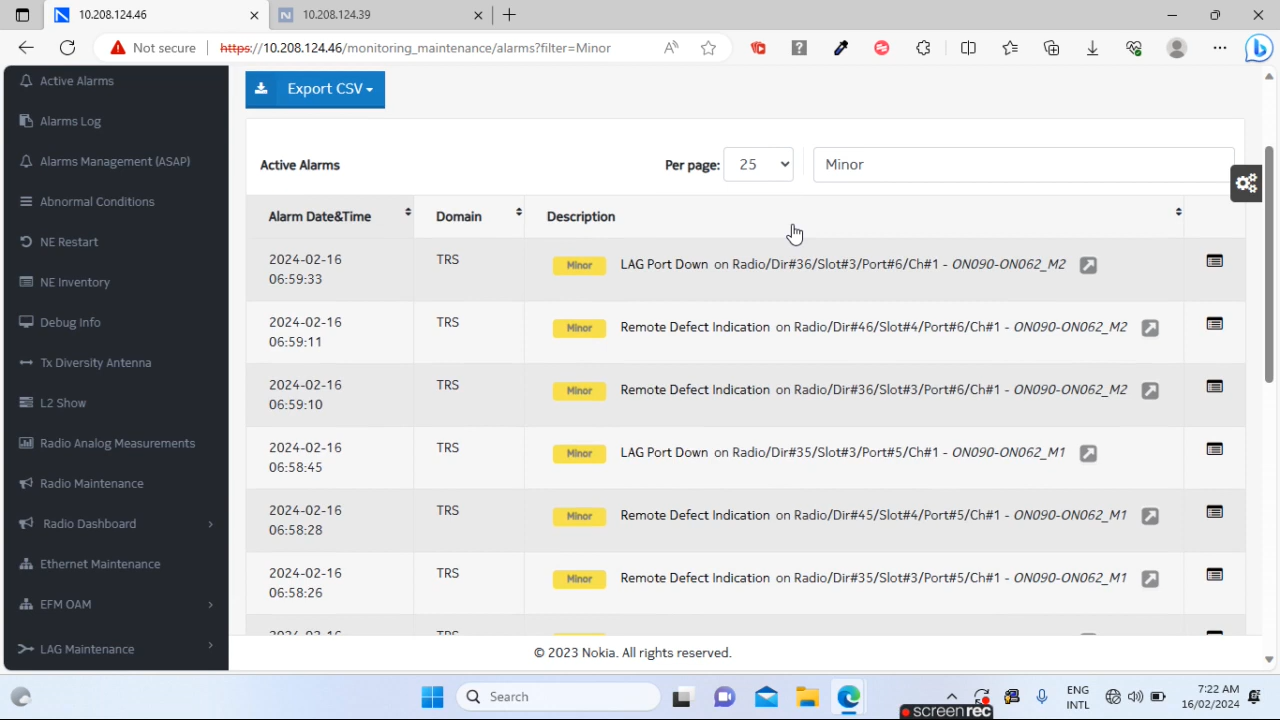 10.208.124.46
10.208.124.39
Not secure https://10.208.124.46/monitoring_maintenance/alarms?filter=Minor
Active Alarms
Alarms Log
Alarms Management (ASAP)
Abnormal Conditions
NE Restart
NE Inventory
Debug Info
Tx Diversity Antenna
L2 Show
Radio Analog Measurements
Radio Maintenance
Radio Dashboard
Ethernet Maintenance
EFM OAM
LAG Maintenance
Export CSV
Active Alarms Per page: 25 Minor
Alarm Date&Time Domain Description
2024-02-16 TRS Minor LAG Port Down on Radio/Dir#36/Slot#3/Port#6/Ch#1 - ON090-ON062_M2
06:59:33
2024-02-16 TRS Minor Remote Defect Indication on Radio/Dir#46/Slot#4/Port#6/Ch#1 - ON090-ON062_M2
06:59:11
2024-02-16 TRS Minor Remote Defect Indication on Radio/Dir#36/Slot#3/Port#6/Ch#1 - ON090-ON062_M2
06:59:10
2024-02-16 TRS Minor LAG Port Down on Radio/Dir#35/Slot#3/Port#5/Ch#1 - ON090-ON062_M1
06:58:45
2024-02-16 TRS Minor Remote Defect Indication on Radio/Dir#45/Slot#4/Port#5/Ch#1 - ON090-ON062_M1
06:58:28
2024-02-16 TRS Minor Remote Defect Indication on Radio/Dir#35/Slot#3/Port#5/Ch#1 - ON090-ON062_M1
06:58:26
© 2023 Nokia. All rights reserved.
Search
ENG
INTL
7:22 AM
16/02/2024
screenrec